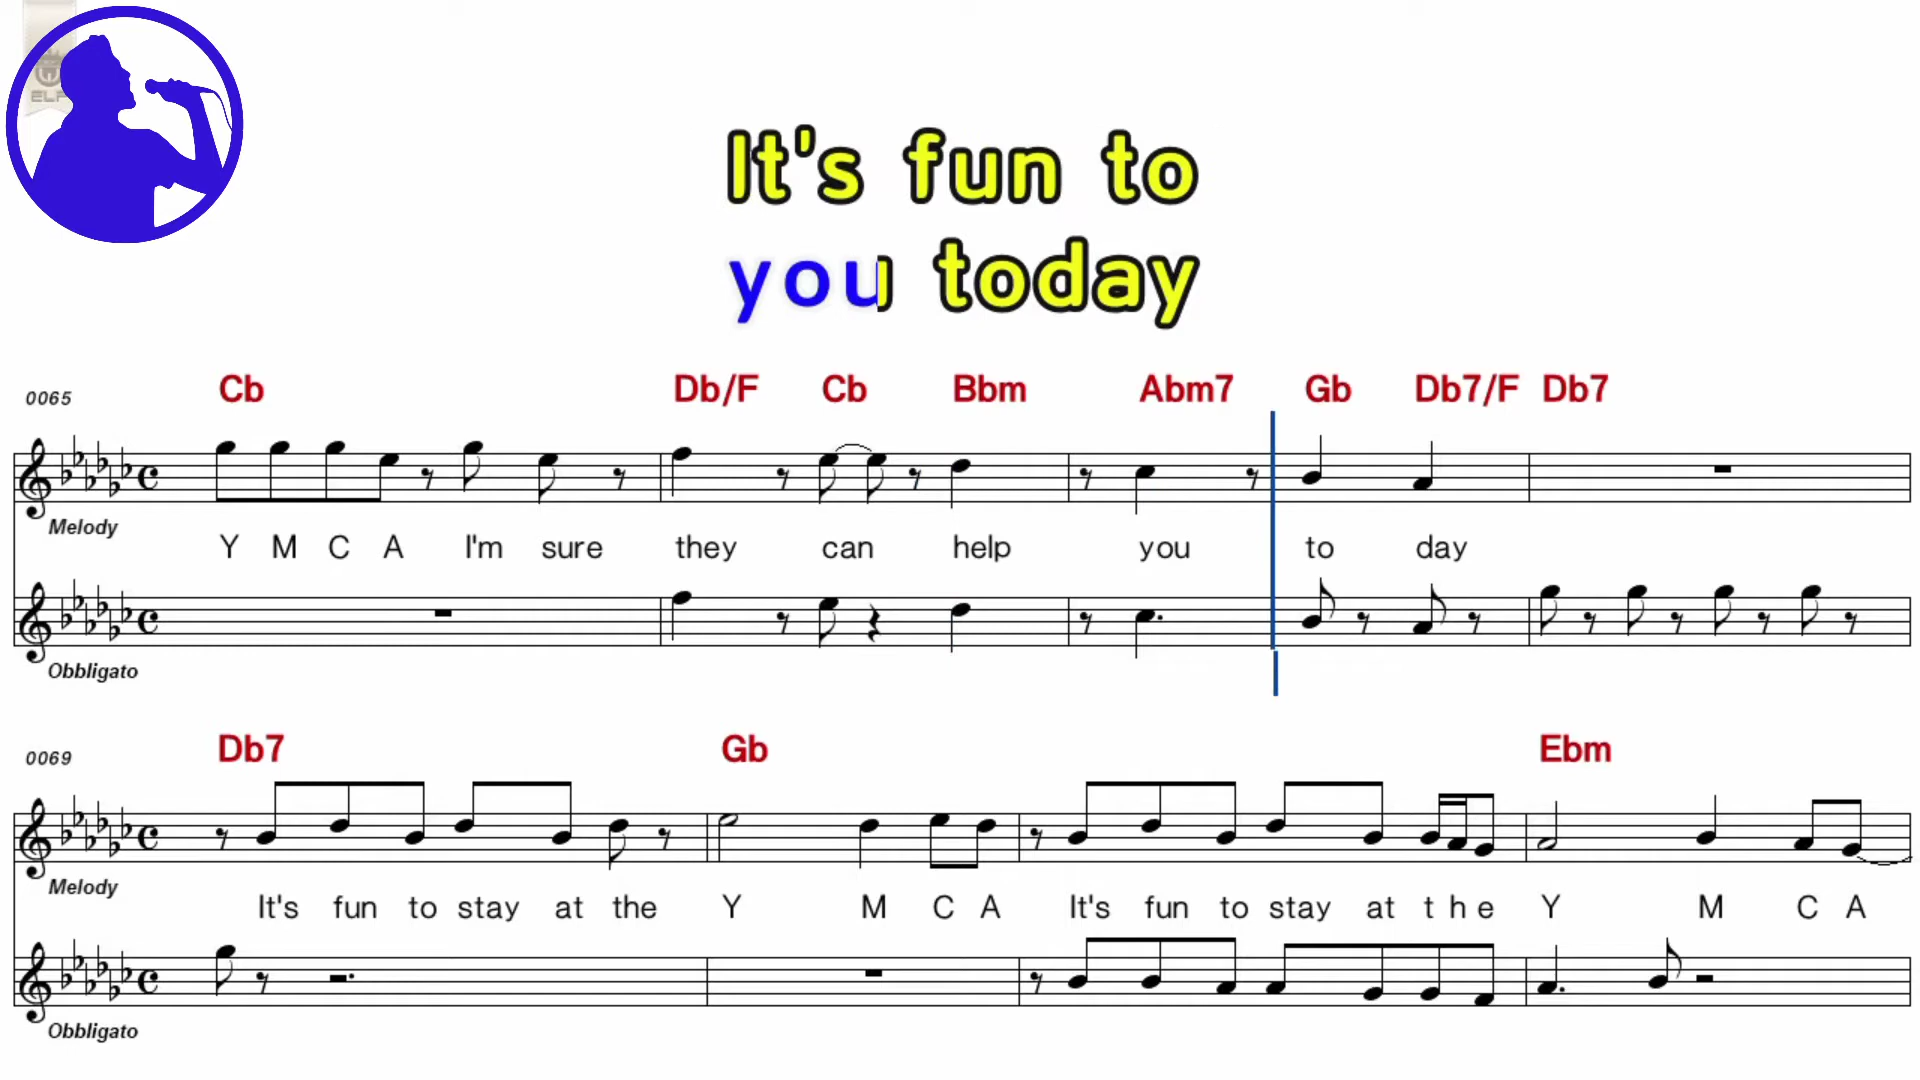 ELF
It's fun to
you today
0065 Cb Db/F Cb Bbm Abm7 Gb Db7/F Db7
Melody
Y M C A I'm sure they can help you to day
Obbligato
0069 Db7 Gb Ebm
Melody
It's fun to stay at the Y M C A It's fun to stay at t h e Y M C A
Obbligato